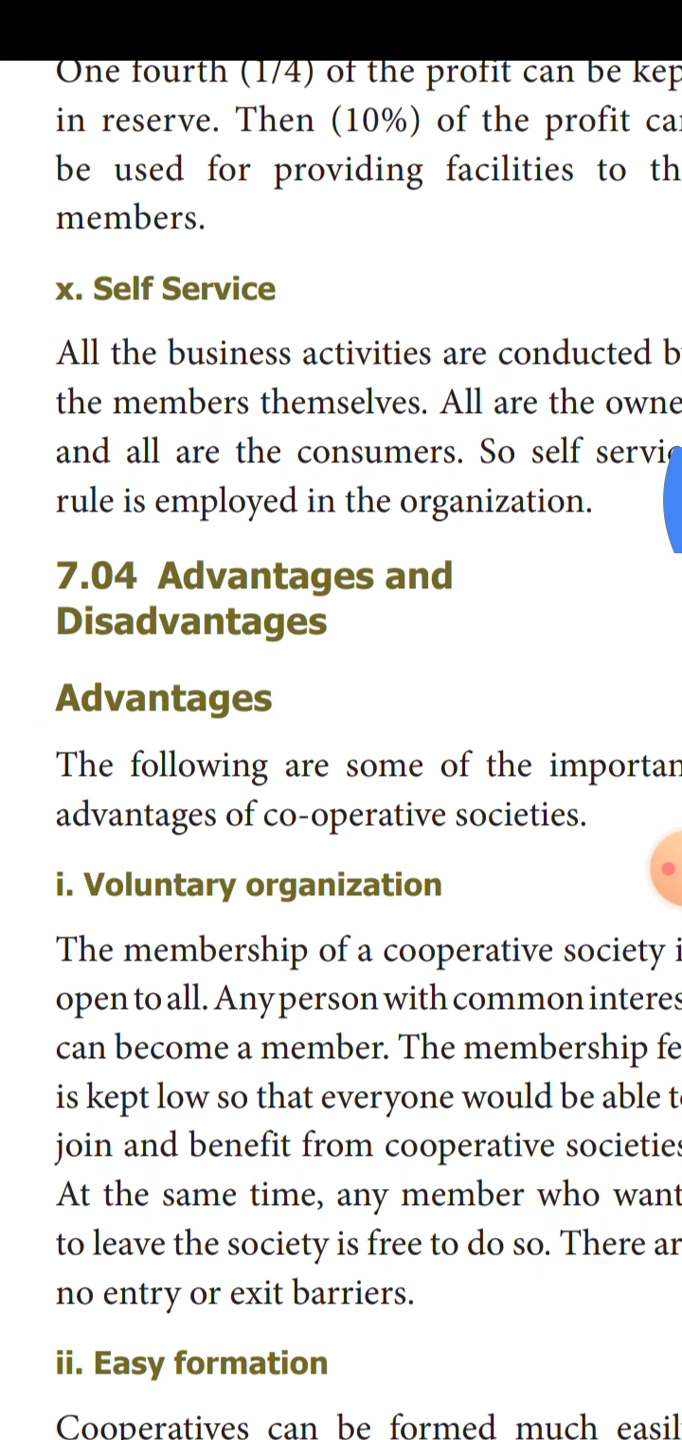 One fourth (1/4) of the profit can be kep
in reserve. Then (10%) of the profit ca
be used for providing facilities to th
members.
x. Self Service
All the business activities are conducted b
the members themselves. All are the owne
and all are the consumers. So self servic
rule is employed in the organization.
7.04 Advantages and
Disadvantages
Advantages
The following are some of the importan
advantages of co-operative societies.
i. Voluntary organization
The membership of a cooperative society i
open to all. Any person with common interes
can become a member. The membership fe
is kept low so that everyone would be able t
join and benefit from cooperative societies
At the same time, any member who want
to leave the society is free to do so. There ar
no entry or exit barriers.
ii. Easy formation
Cooperatives can be formed much easil